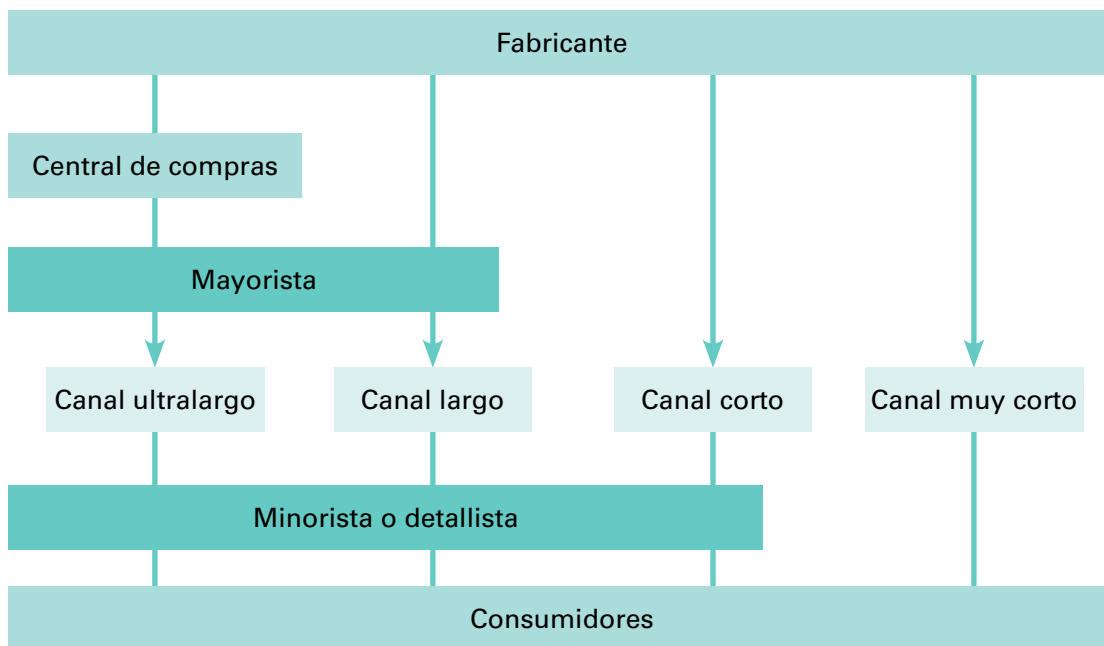 Fabricante
Central de compras
Mayorista
Canal ultralargo
Canal largo
Canal corto
Canal muy corto
Minorista o detallista
Consumidores